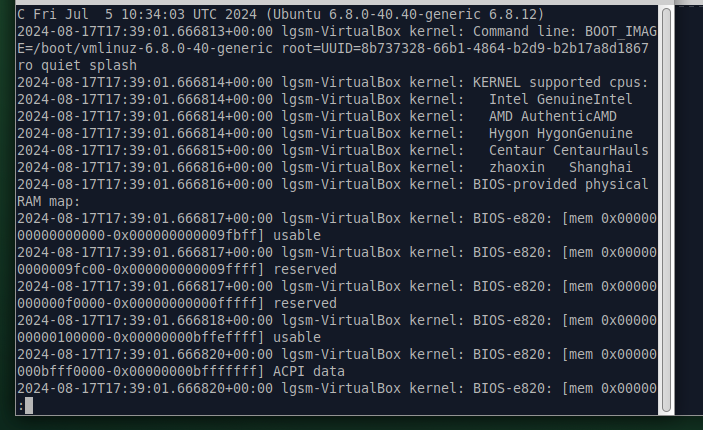 C Fri Jul  5 10:34:03 UTC 2024 (Ubuntu 6.8.0-40.40-generic 6.8.12)
2024-08-17T17:39:01.666813+00:00 lgsm-VirtualBox kernel: Command line: BOOT_IMAG
E=/boot/vmlinuz-6.8.0-40-generic root=UUID=8b737328-66b1-4864-b2d9-b2b17a8d1867
ro quiet splash
2024-08-17T17:39:01.666814+00:00 lgsm-VirtualBox kernel: KERNEL supported cpus:
2024-08-17T17:39:01.666814+00:00 lgsm-VirtualBox kernel:   Intel GenuineIntel
2024-08-17T17:39:01.666814+00:00 lgsm-VirtualBox kernel:   AMD AuthenticAMD
2024-08-17T17:39:01.666814+00:00 lgsm-VirtualBox kernel:   Hygon HygonGenuine
2024-08-17T17:39:01.666815+00:00 lgsm-VirtualBox kernel:   Centaur CentaurHauls
2024-08-17T17:39:01.666816+00:00 lgsm-VirtualBox kernel:   zhaoxin   Shanghai
2024-08-17T17:39:01.666816+00:00 lgsm-VirtualBox kernel: BIOS-provided physical
RAM map:
2024-08-17T17:39:01.666817+00:00 lgsm-VirtualBox kernel: BIOS-e820: [mem 0x00000
00000000000-0x000000000009fbff] usable
2024-08-17T17:39:01.666817+00:00 lgsm-VirtualBox kernel: BIOS-e820: [mem 0x00000
0000009fc00-0x000000000009ffff] reserved
2024-08-17T17:39:01.666817+00:00 lgsm-VirtualBox kernel: BIOS-e820: [mem 0x00000
000000f0000-0x00000000000fffff] reserved
2024-08-17T17:39:01.666818+00:00 lgsm-VirtualBox kernel: BIOS-e820: [mem 0x00000
00000100000-0x00000000bffeffff] usable
2024-08-17T17:39:01.666820+00:00 lgsm-VirtualBox kernel: BIOS-e820: [mem 0x00000
000bfff0000-0x00000000bfffffff] ACPI data
2024-08-17T17:39:01.666820+00:00 lgsm-VirtualBox kernel: BIOS-e820: [mem 0x00000
: